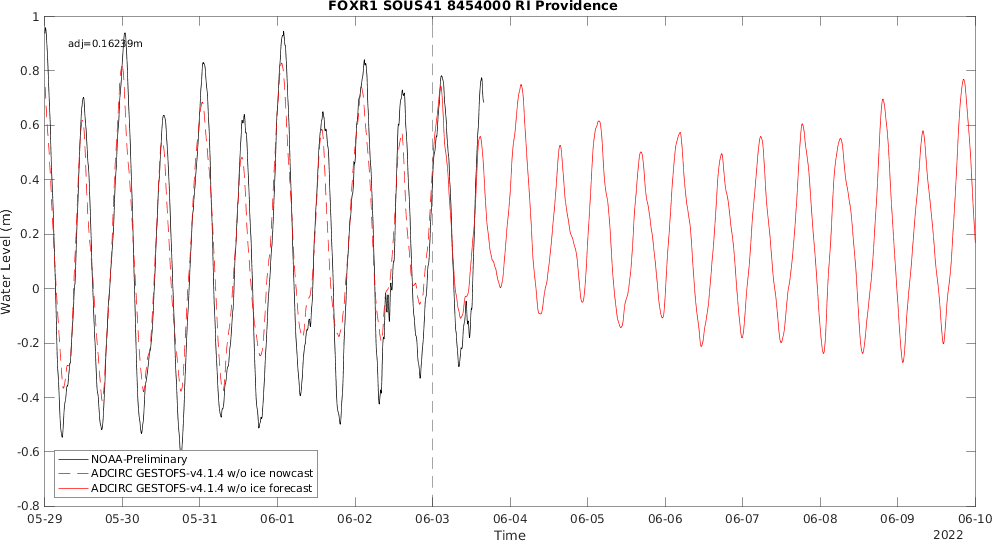 FOXR1 SOUS41 8454000 RI Providence
adj=0.16239m
Water Level (m)
1
0.8
0.6
0.4
0.2
0
-0.2
-0.4
-0.6
-0.8
NOAA-Preliminary
ADCIRC GESTOFS-v4.1.4 w/o ice nowcast
ADCIRC GESTOFS-v4.1.4 w/o ice forecast
05-29 05-30 05-31 06-01 06-02 06-03 06-04 06-05 06-06 06-07 06-08 06-09 06-10
Time
2022